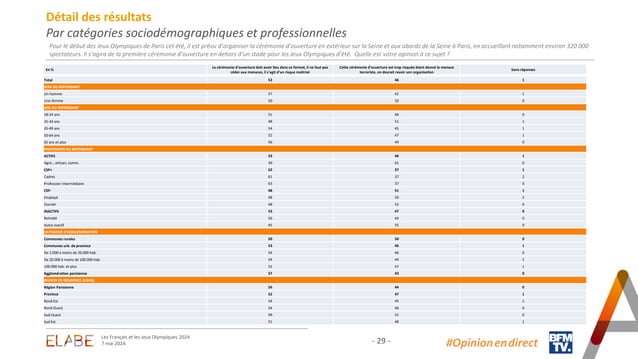 Détail des résultats
Par catégories sociodémographiques et professionnelles
Pour le début des Jeux Olympiques de Paris cet été, il est prévu d'organiser la cérémonie d'ouverture en extérieur sur la Seine et aux abords de la Seine à Paris, en accueillant notamment environ 320 000
spectateurs. Il s'agira de la première cérémonie d'ouverture en dehors d'un stade pour les Jeux Olympiques d'été. Quelle est votre opinion à ce sujet ?
En % La cérémonie d'ouverture doit avoir lieu dans ce format, il ne faut pas céder aux menaces, il s'agit d'un risque maîtrisé Cette cérémonie d'ouverture est trop risquée étant donné la menace terroriste, on devrait revoir son organisation Sans réponses
Total 53 46 1
SEXE DU REPONDANT
Un homme 57 42 1
Une femme 50 50 0
AGE DU REPONDANT
18-24 ans 51 49 0
25-34 ans 48 51 1
35-49 ans 54 45 1
50-64 ans 52 47 1
65 ans et plus 56 44 0
PROFESSION DU REPONDANT
ACTIFS 53 46 1
Agric., artisan, comm. 39 61 0
CSP+ 62 37 1
Cadres 61 37 2
Profession intermédiaire 63 37 0
CSP- 48 51 1
Employé 48 50 2
Ouvrier 48 52 0
INACTIFS 53 47 0
Retraité 56 44 0
Autre inactif 45 55 0
CATEGORIE D'AGGLOMERATION
Communes rurales 50 50 0
Communes urb. de province 53 46 1
De 2.000 à moins de 20.000 hab. 54 46 0
De 20.000 à moins de 100.000 hab. 54 44 2
100.000 hab. et plus 52 47 1
Agglomération parisienne 57 43 0
REGION DE RESIDENCE (UDA5)
Région Parisienne 56 44 0
Province 52 47 1
Nord Est 54 45 1
Nord Ouest 54 46 0
Sud Ouest 49 51 0
Sud Est 51 48 1
ELABE
Les Français et les Jeux Olympiques 2024
7 mai 2024
- 29 -
#Opinion en direct
BFM
TV.